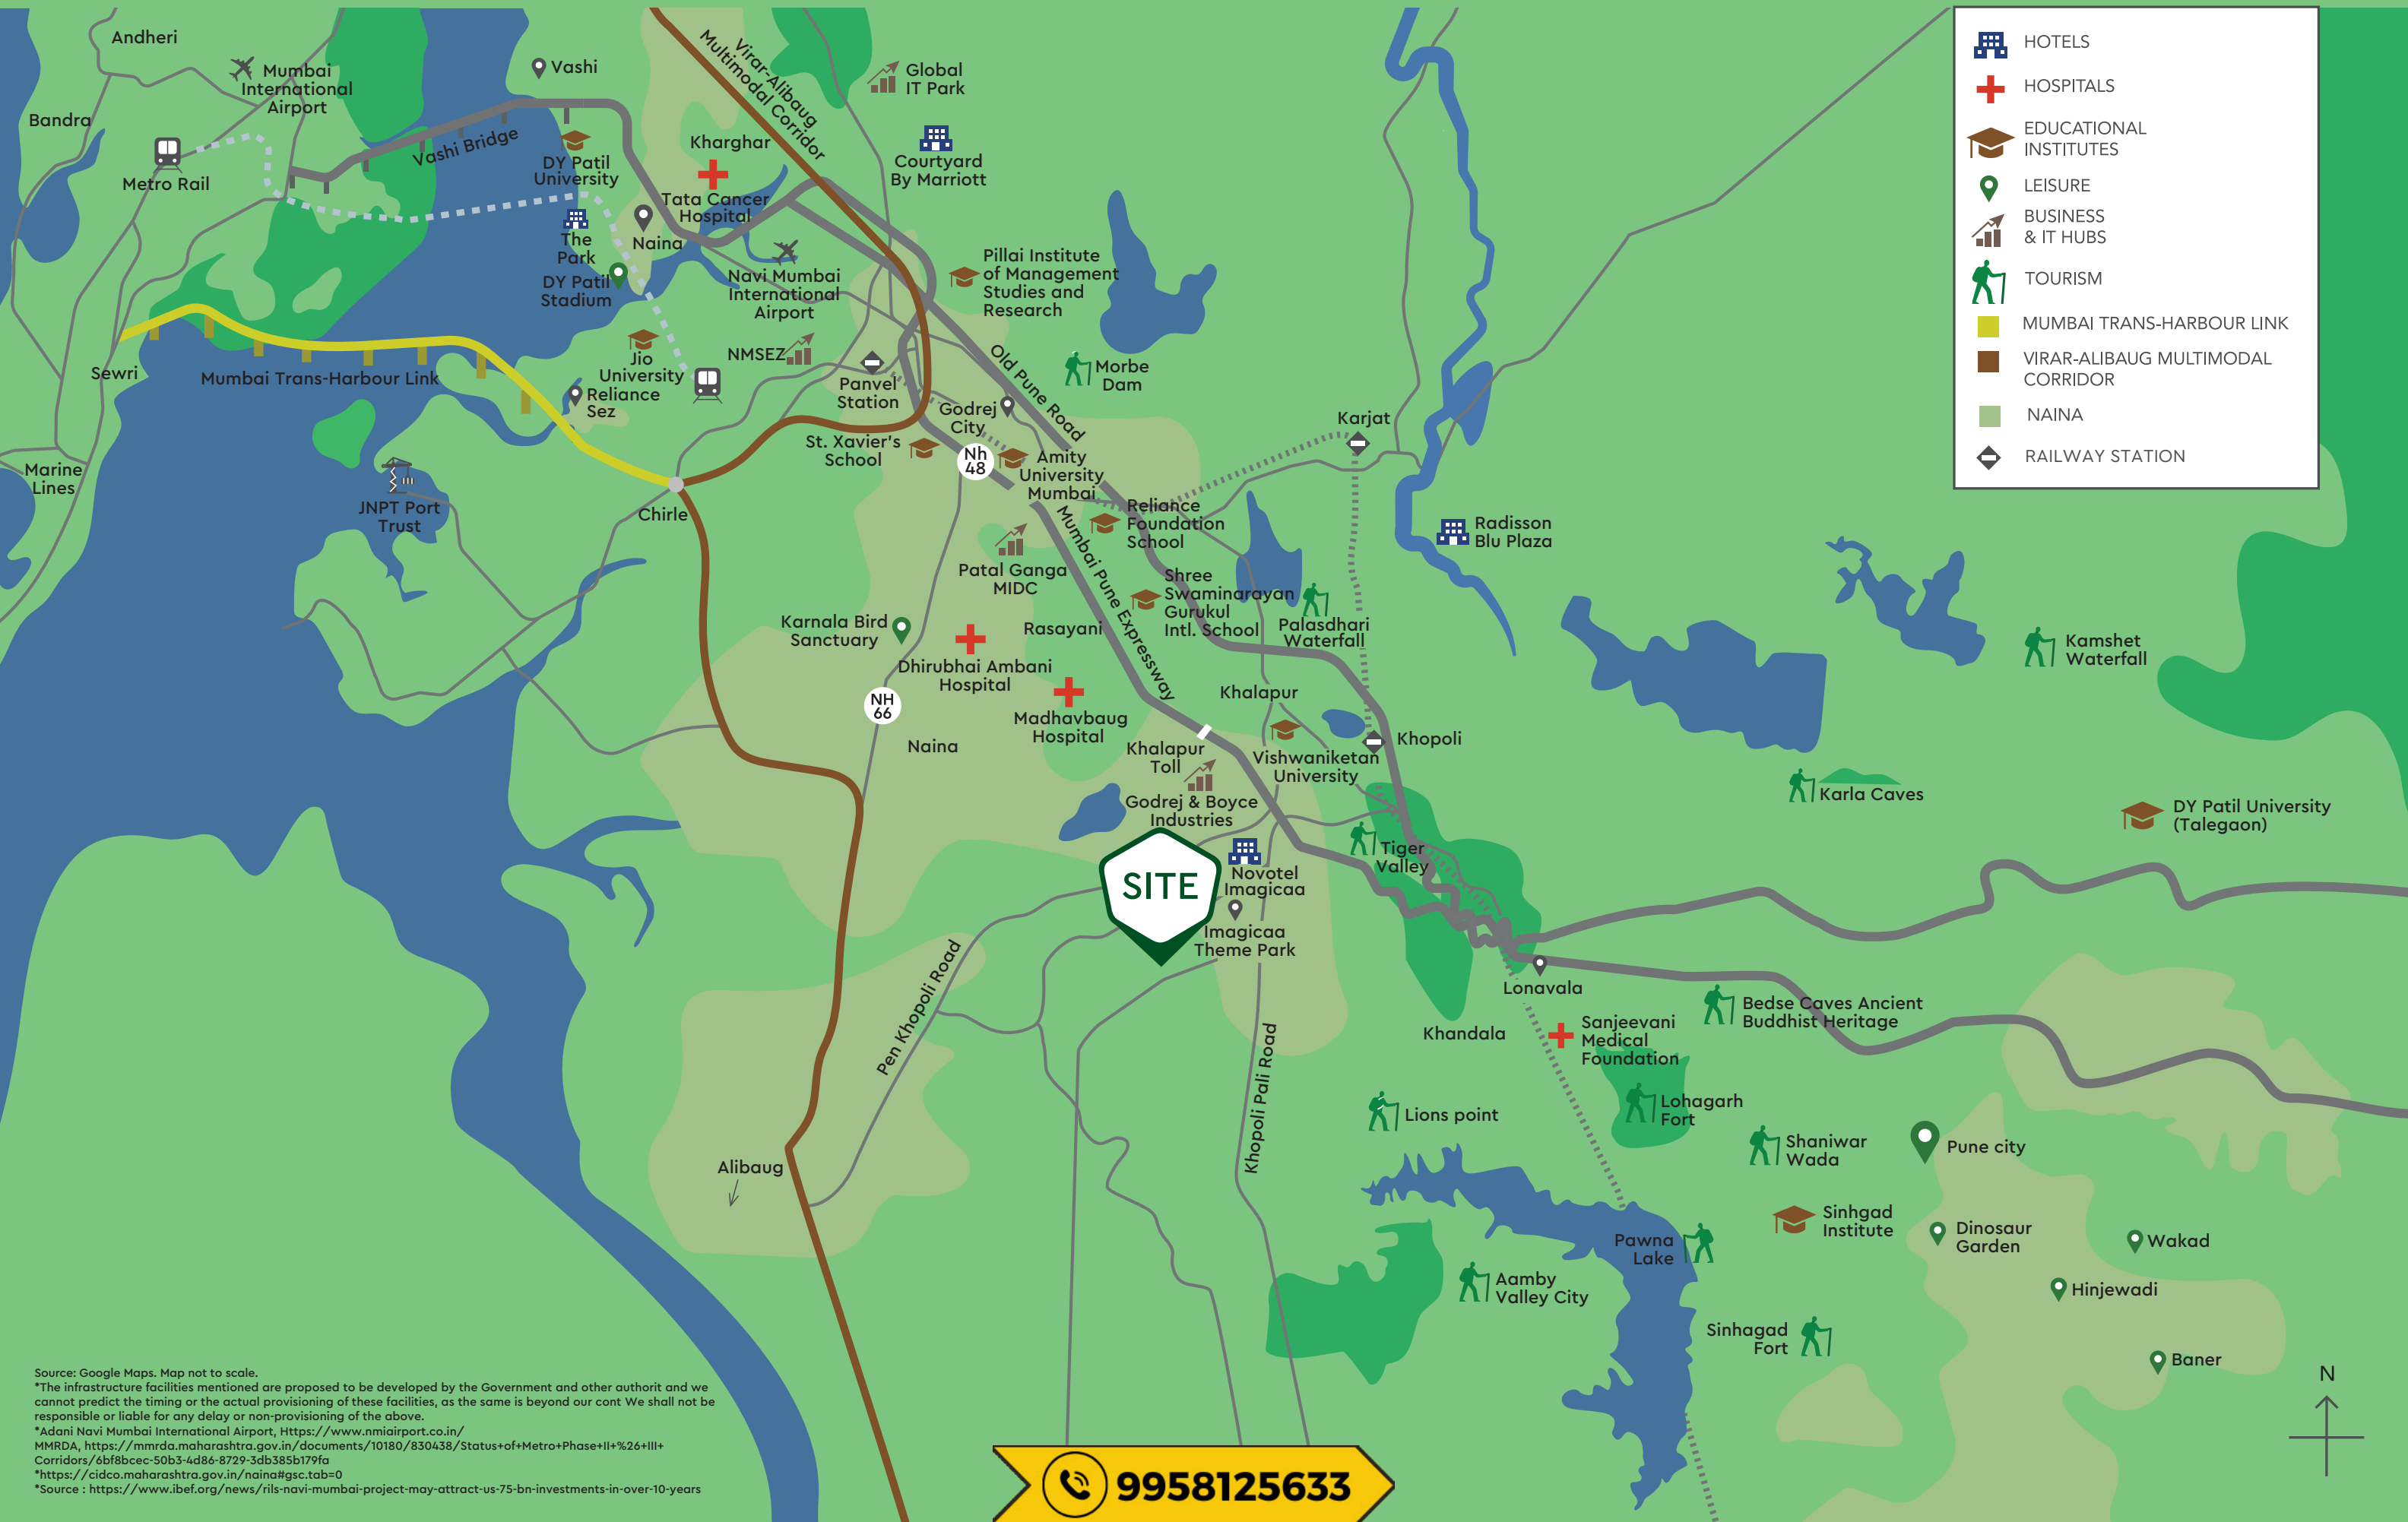 Andheri
Mumbai
International
Airport
Bandra
Metro Rail
Vashi Bridge
Vashi
DY Patil
University
The
Park
DY Patil
Stadium
Naina
Kharghar
Tata Cancer
Hospital
Virar-Alibaug
Multimodal Corridor
Global
IT Park
Courtyard
By Marriott
Navi Mumbai
International
Airport
Pillai Institute
of Management
Studies and
Research
NMSEZ
Jio
University
Reliance
Sez
Sewri
Mumbai Trans-Harbour Link
Marine
Lines
JNPT Port
Trust
Chirle
Panvel
Station
Godrej
City
Old Pune Road
Morbe
Dam
St. Xavier's
School
Nh
48
Amity
University
Mumbai
Karjat
Reliance
Foundation
School
Radisson
Blu Plaza
Patal Ganga
MIDC
Mumbai Pune Expressway
Shree
Swaminarayan
Gurukul
Intl. School
Palasdhari
Waterfall
Karnala Bird
Sanctuary
Rasayani
Dhirubhai Ambani
Hospital
NH
66
Madhavbaug
Hospital
Naina
Khalapur
Khalapur
Toll
Vishwaniketan
University
Khopoli
Godrej & Boyce
Industries
SITE
Novotel
Imagicaa
Imagicaa
Theme Park
Tiger
Valley
Kamshet
Waterfall
Karla Caves
DY Patil University
(Talegaon)
Pen Khopoli Road
Khopoli Pali Road
Lonavala
Khandala
Sanjeevani
Medical
Foundation
Bedse Caves Ancient
Buddhist Heritage
Lions point
Lohagarh
Fort
Shaniwar
Wada
Pune city
Alibaug
Sinhgad
Institute
Dinosaur
Garden
Wakad
Pawna
Lake
Aamby
Valley City
Hinjewadi
Sinhagad
Fort
Baner
N
HOTELS
HOSPITALS
EDUCATIONAL
INSTITUTES
LEISURE
BUSINESS
& IT HUBS
TOURISM
MUMBAI TRANS-HARBOUR LINK
VIRAR-ALIBAUG MULTIMODAL
CORRIDOR
NAINA
RAILWAY STATION
Source: Google Maps. Map not to scale.
*The infrastructure facilities mentioned are proposed to be developed by the Government and other authorit and we
cannot predict the timing or the actual provisioning of these facilities, as the same is beyond our cont We shall not be
responsible or liable for any delay or non-provisioning of the above.
*Adani Navi Mumbai International Airport, Https://www.nmiairport.co.in/
MMRDA, https://mmrda.maharashtra.gov.in/documents/10180/830438/Status+of+Metro+Phase+II+%26+III+
Corridors/6bf8bcec-50b3-4d86-8729-3db385b179fa
*https://cidco.maharashtra.gov.in/naina#gsc.tab=0
*Source : https://www.ibef.org/news/rils-navi-mumbai-project-may-attract-us-75-bn-investments-in-over-10-years
9958125633